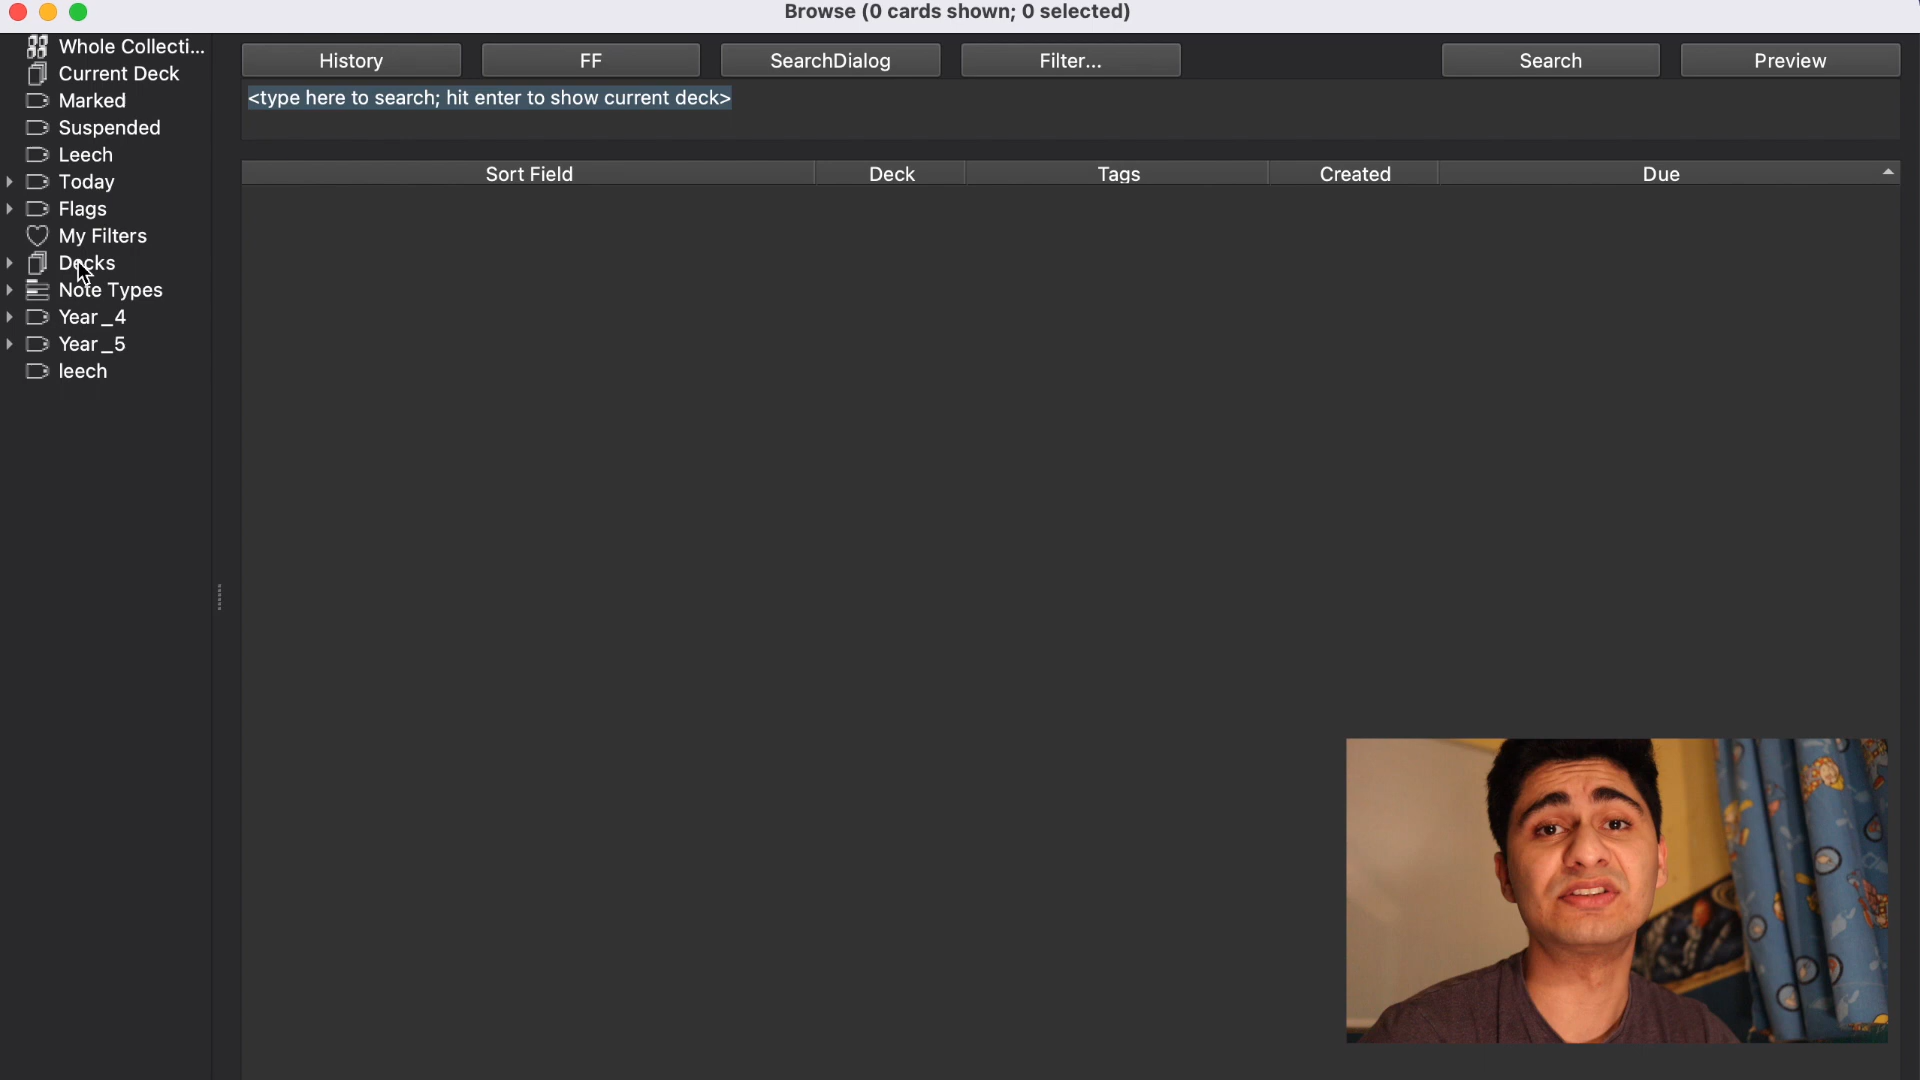 Browse (0 cards shown; 0 selected)
Whole Collecti...
Current Deck
Marked
Suspended
Leech
Today
Flags
My Filters
Decks
Note Types
Year_4
Year_5
leech
History
FF
SearchDialog
Filter...
Search
Preview
<type here to search; hit enter to show current deck>
Sort Field
Deck
Tags
Created
Due